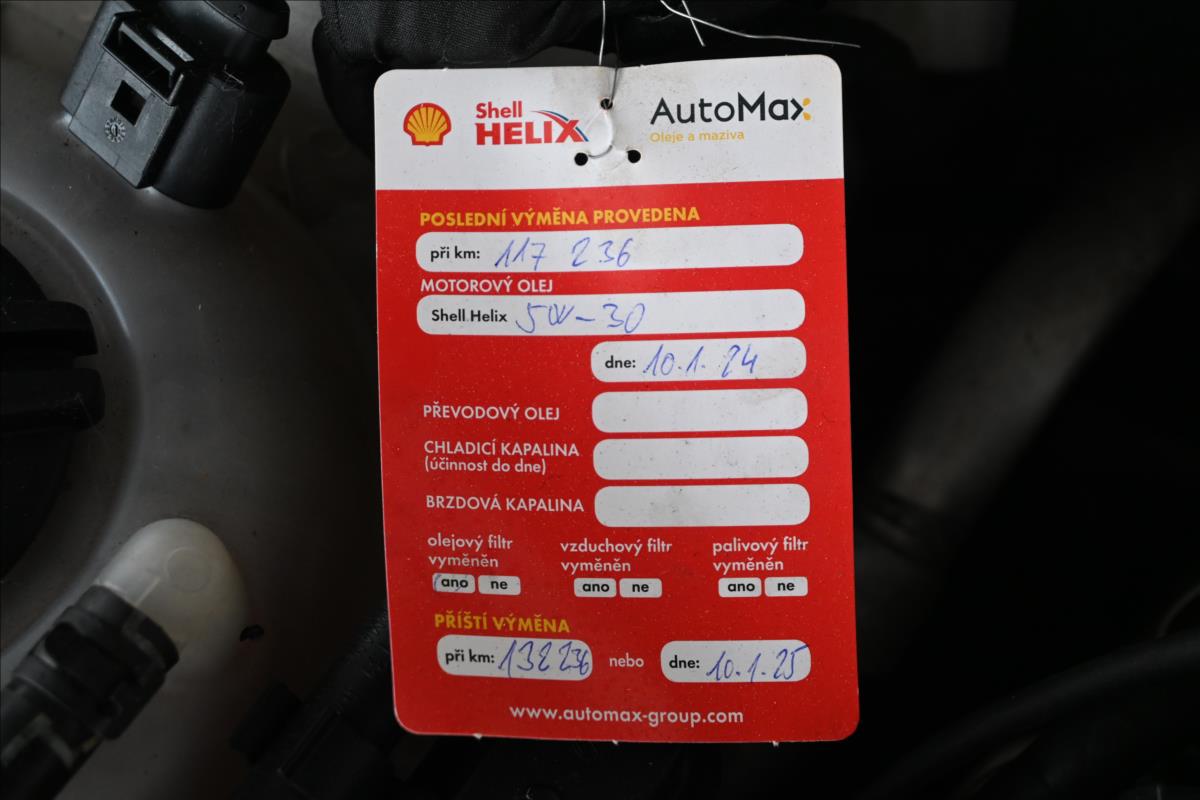 Shell
HELIX
AutoMax
Oleje a maziva
POSLEDNÍ VÝMĚNA PROVEDENA
při km: 117 236
MOTOROVÝ OLEJ
Shell Helix 5W-30
dne: 10.1.24
PŘEVODOVÝ OLEJ
CHLADICÍ KAPALINA
(účinnost do dne)
BRZDOVÁ KAPALINA
olejový filtr
vyměněn
ano ne
vzduchový filtr
vyměněn
ano ne
palivový filtr
vyměněn
ano ne
PŘÍŠTÍ VÝMĚNA
při km: 132236 nebo dne: 10.1.25
www.automax-group.com